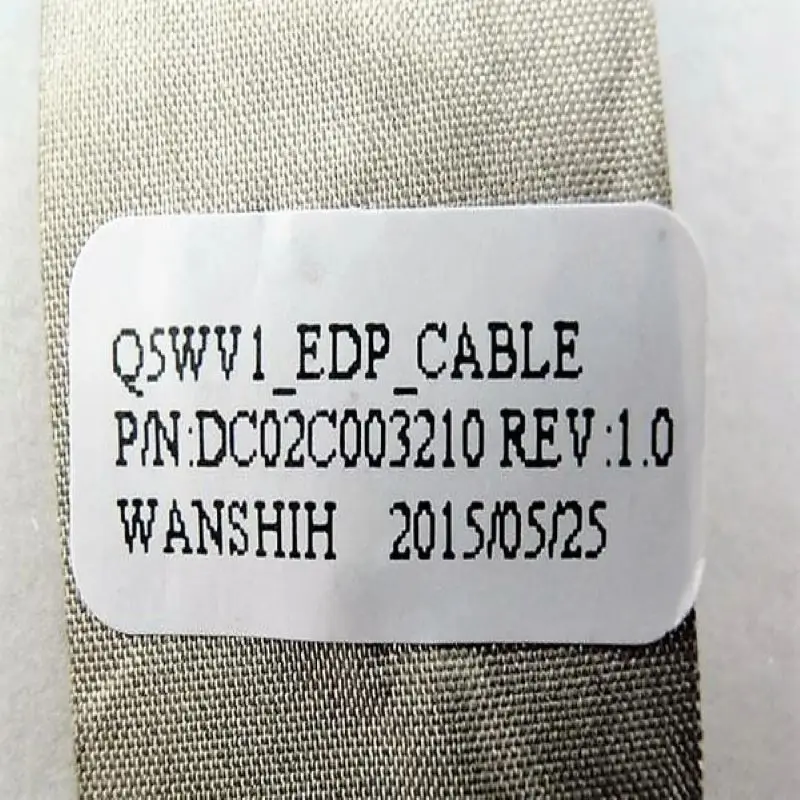 Q5WV1_EDP_CABLE
P/N:DC02C003210 REV:1.0
WANSHIH 2015/05/25